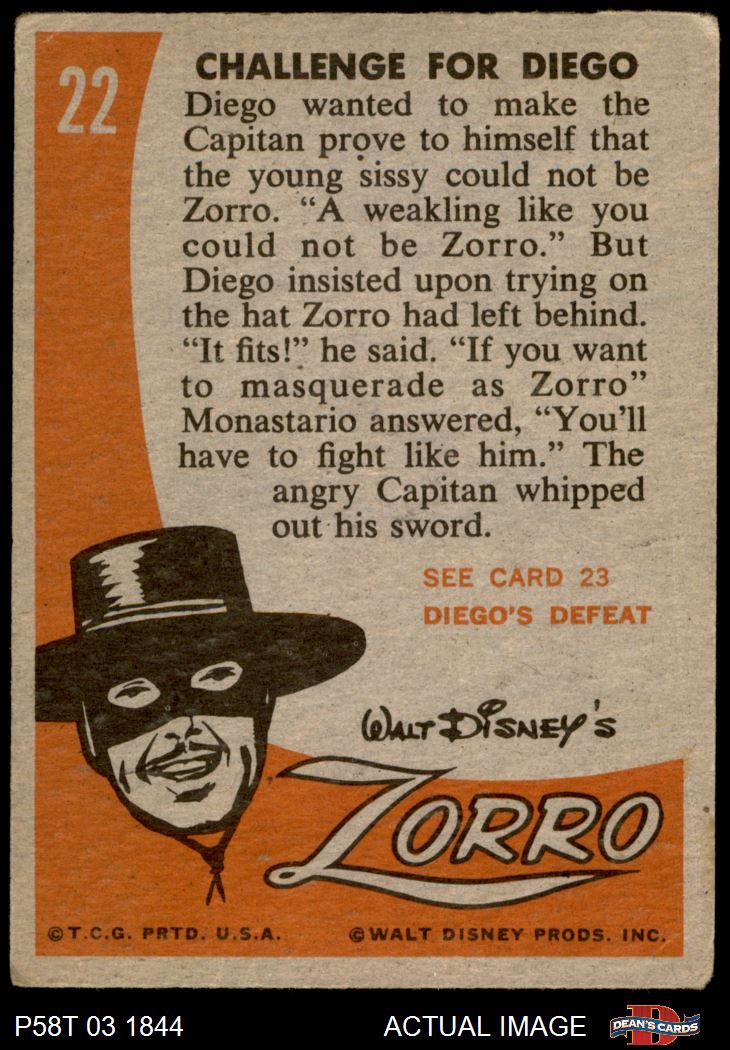 22
CHALLENGE FOR DIEGO
Diego wanted to make the
Capitan prove to himself that
the young sissy could not be
Zorro. “A weakling like you
could not be Zorro.” But
Diego insisted upon trying on
the hat Zorro had left behind.
“It fits!” he said. “If you want
to masquerade as Zorro”
Monastario answered, “You’ll
have to fight like him.” The
angry Capitan whipped
out his sword.
SEE CARD 23
DIEGO’S DEFEAT
WALT DISNEY’S
ZORRO
©T.C.G. PRTD. U.S.A.
©WALT DISNEY PRODS. INC.
P58T 03 1844
ACTUAL IMAGE
D
DEAN’S CARDS